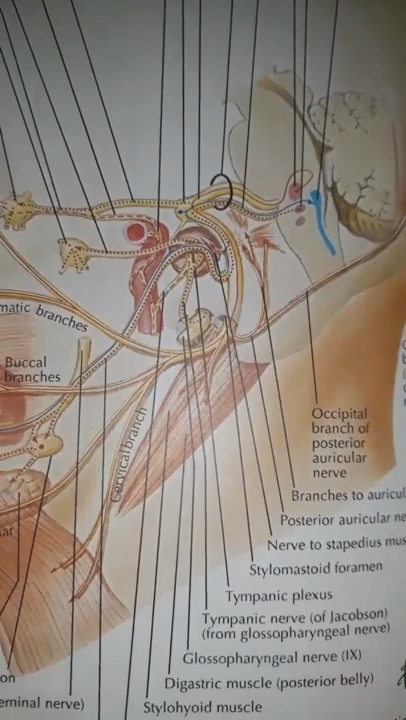 matic branches
Buccal
branches
Cervical branch
Occipital
branch of
posterior
auricular
nerve
Branches to auricul
Posterior auricular ne
Nerve to stapedius mus
Stylomastoid foramen
Tympanic plexus
Tympanic nerve (of Jacobson)
(from glossopharyngeal nerve)
Glossopharyngeal nerve (IX)
Digastric muscle (posterior belly)
Stylohyoid muscle
ar
on
eminal nerve)